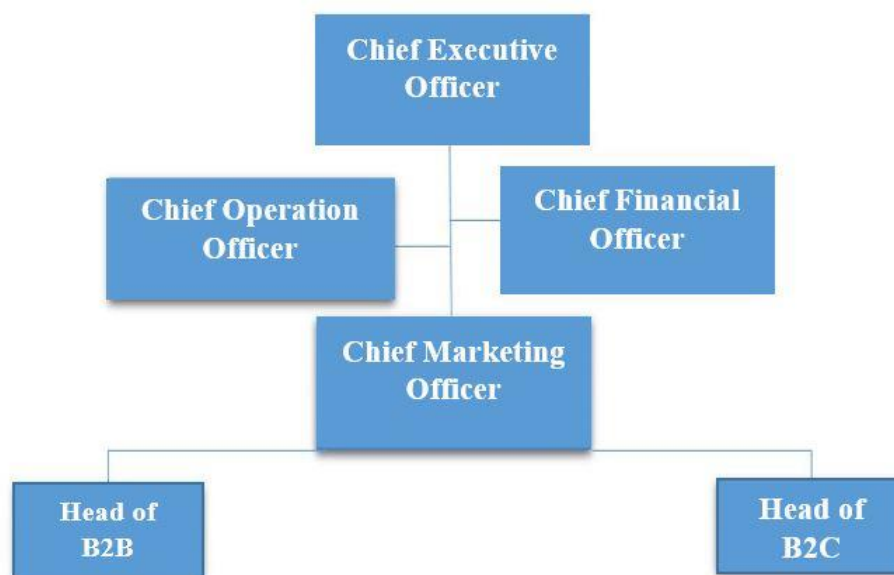 Chief Executive
Officer
Chief Operation
Officer
Chief Financial
Officer
Chief Marketing
Officer
Head of
B2B
Head of
B2C